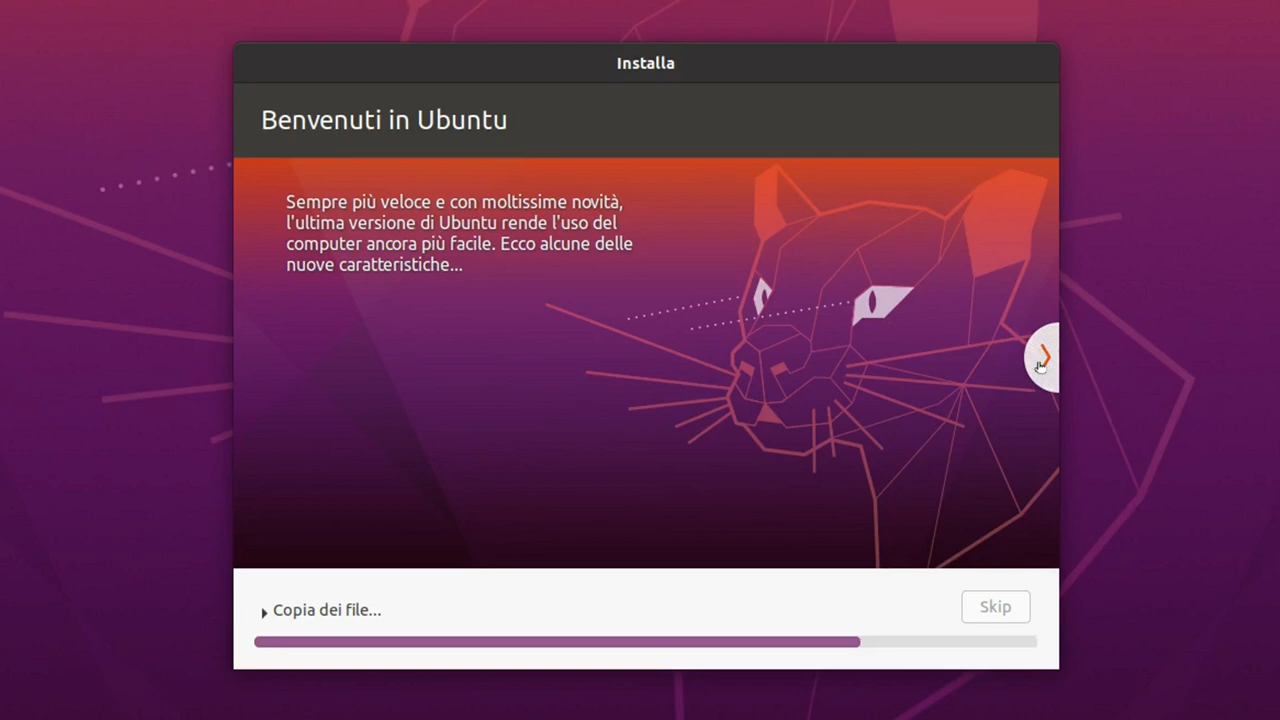 Installa
Benvenuti in Ubuntu
Sempre più veloce e con moltissime novità,
l'ultima versione di Ubuntu rende l'uso del
computer ancora più facile. Ecco alcune delle
nuove caratteristiche...
Copia dei file...
Skip